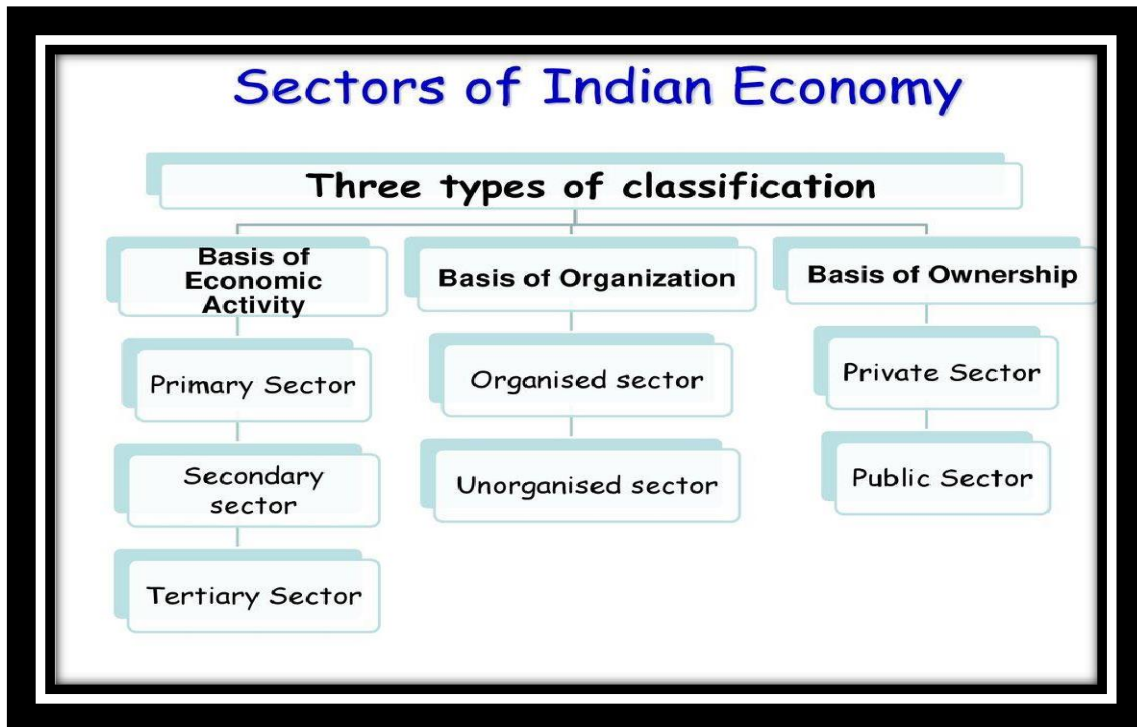 Sectors of Indian Economy
Three types of classification
Basis of
Economic
Activity
Primary Sector
Secondary
sector
Tertiary Sector
Basis of Organization
Organised sector
Unorganised sector
Basis of Ownership
Private Sector
Public Sector